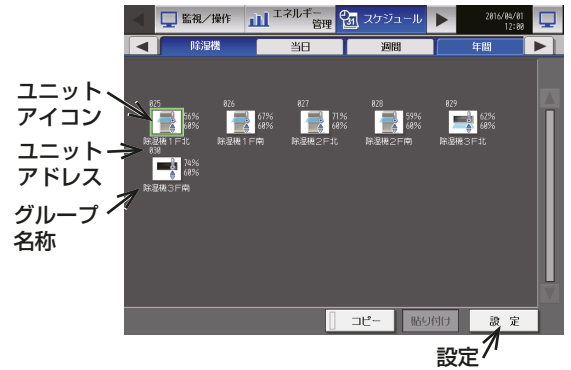 監視／操作
エネルギー
管理
スケジュール
2016/04/01
12:00
除湿機
当日
週間
年間
ユニット
アイコン
025
56%
60%
除湿機１F北
026
67%
60%
除湿機１F南
027
71%
60%
除湿機２F北
028
59%
60%
除湿機２F南
029
62%
60%
除湿機３F北
ユニット
アドレス
030
74%
60%
除湿機３F南
グループ
名称
コピー
貼り付け
設 定
設定